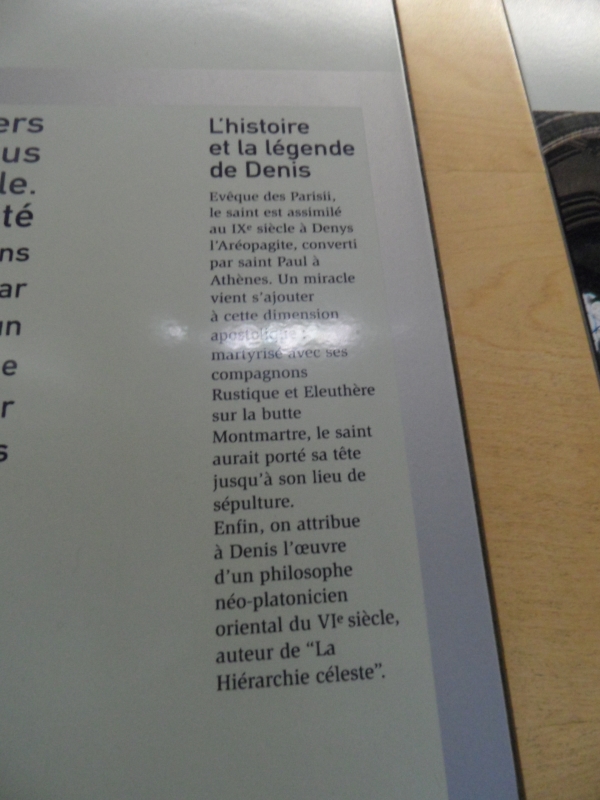 ers
us
le.
té
ns
ar
un
e
r
s
L'histoire
et la légende
de Denis
Evêque des Parisii,
le saint est assimilé
au IXe siècle à Denys
l'Aréopagite, converti
par saint Paul à
Athènes. Un miracle
vient s'ajouter
à cette dimension
apostolique :
martyrisé avec ses
compagnons
Rustique et Eleuthère
sur la butte
Montmartre, le saint
aurait porté sa tête
jusqu'à son lieu de
sépulture.
Enfin, on attribue
à Denis l'œuvre
d'un philosophe
néo-platonicien
oriental du VIe siècle,
auteur de “La
Hiérarchie céleste”.